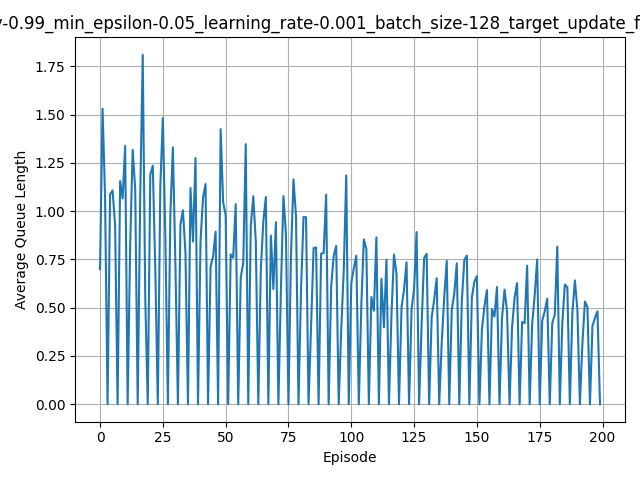 -0.99_min_epsilon-0.05_learning_rate-0.001_batch_size-128_target_update_f
1.75
1.50
1.25
1.00
0.75
0.50
0.25
0.00
Average Queue Length
0 25 50 75 100 125 150 175 200
Episode